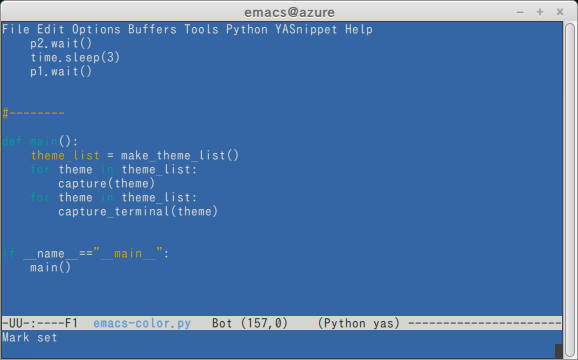 emacs@azure
File Edit Options Buffers Tools Python YASnippet Help
    p2.wait()
    time.sleep(3)
    p1.wait()
#--------
def main():
    theme_list = make_theme_list()
    for theme in theme_list:
        capture(theme)
    for theme in theme_list:
        capture_terminal(theme)
if __name__=="__main__":
    main()
-UU-:----F1  emacs-color.py   Bot (157,0)    (Python yas) ----------------------
Mark set